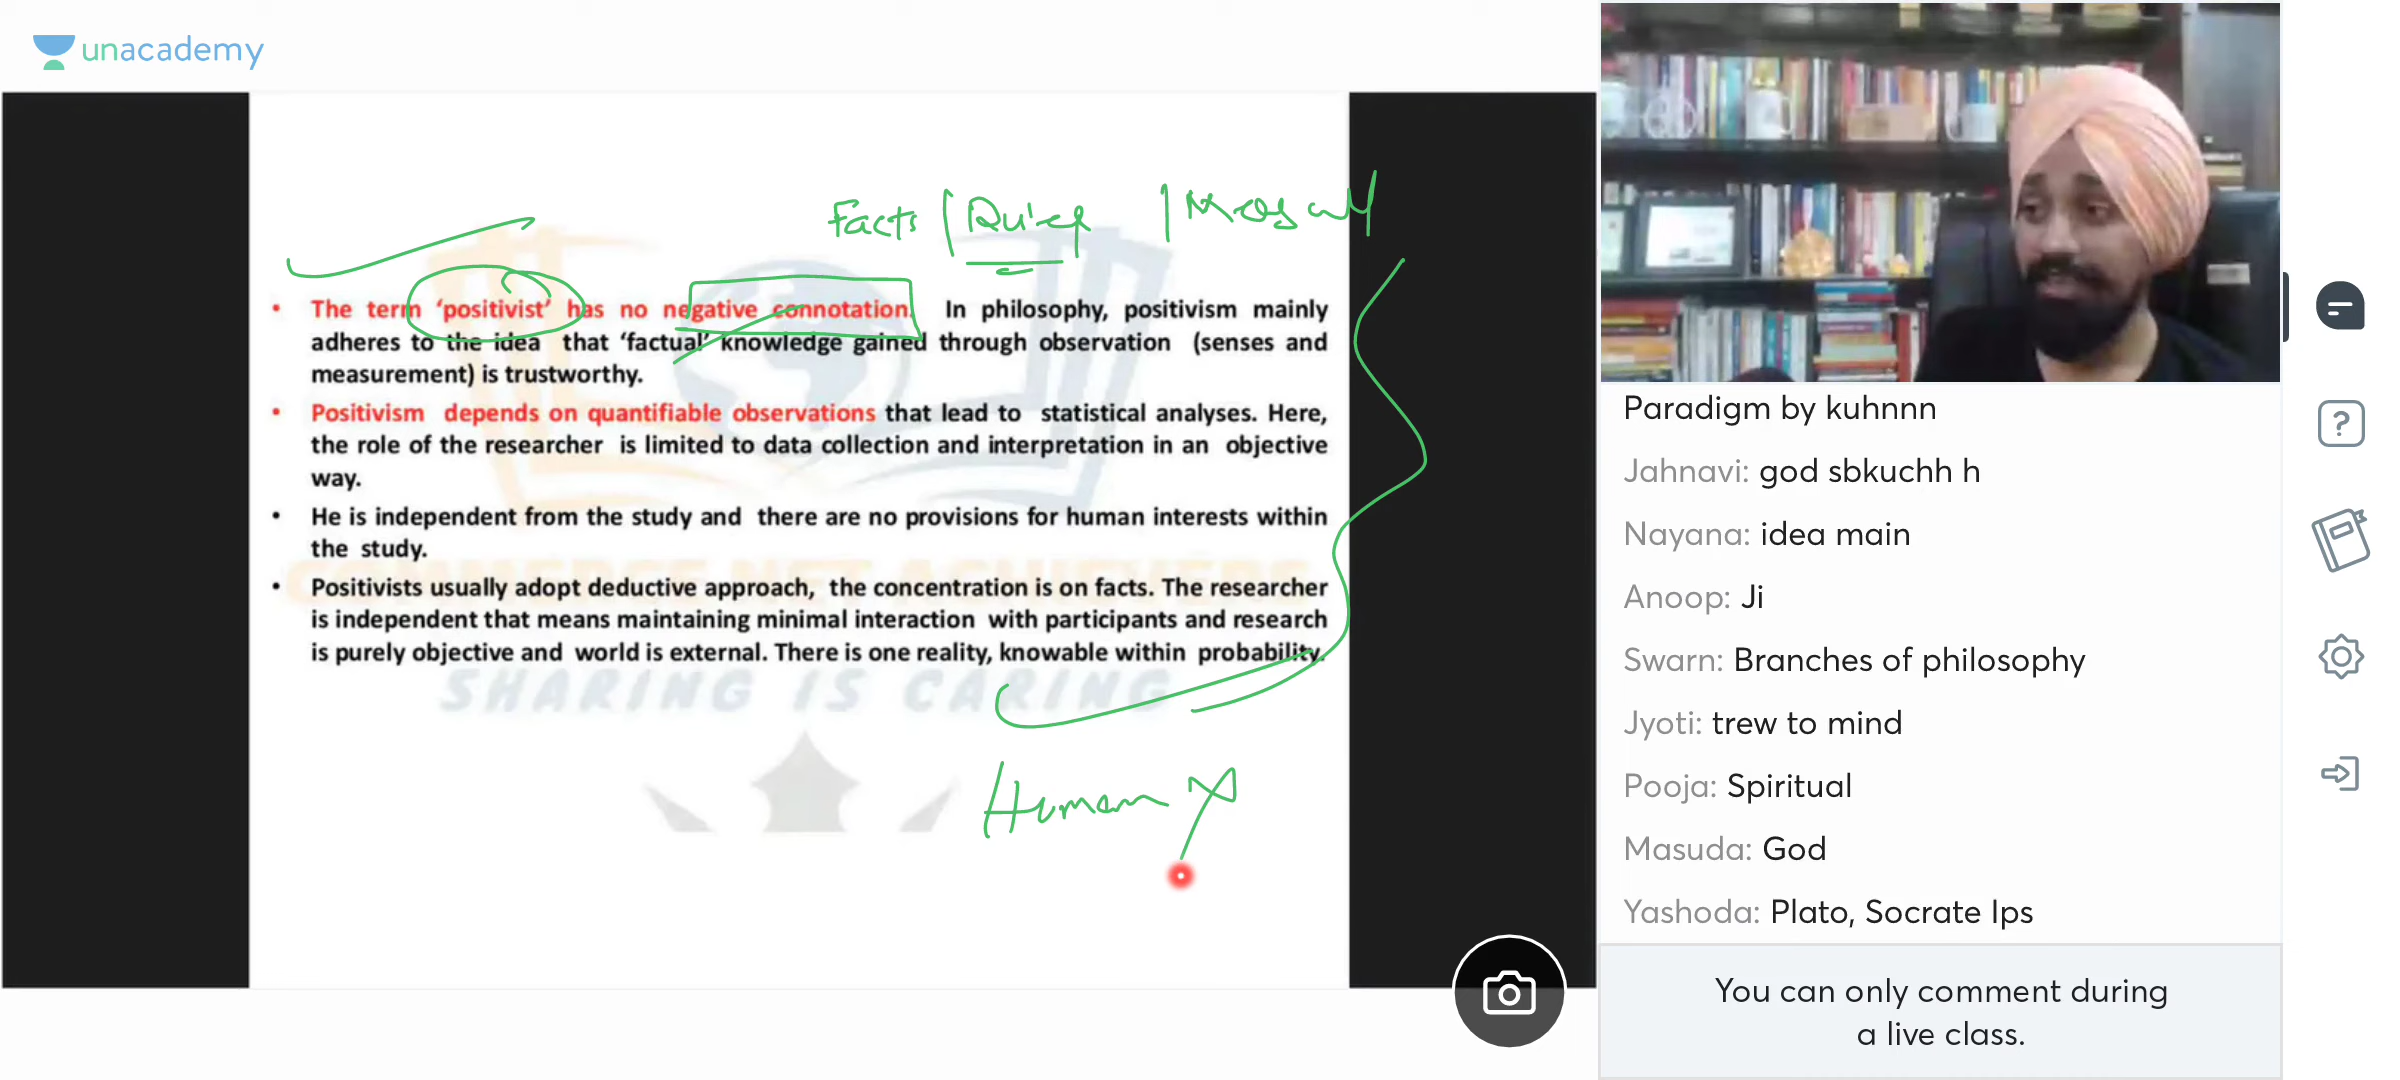 unacademy
Facts
• The term ‘positivist’ has no negative connotation. In philosophy, positivism mainly
adheres to the idea that ‘factual’ knowledge gained through observation (senses and
measurement) is trustworthy.
• Positivism depends on quantifiable observations that lead to statistical analyses. Here,
the role of the researcher is limited to data collection and interpretation in an objective
way.
• He is independent from the study and there are no provisions for human interests within
the study.
• Positivists usually adopt deductive approach, the concentration is on facts. The researcher
is independent that means maintaining minimal interaction with participants and research
is purely objective and world is external. There is one reality, knowable within probability.
SHARING IS CARING
Human
Paradigm by kuhnnn
Jahnavi: god sbkuchh h
Nayana: idea main
Anoop: Ji
Swarn: Branches of philosophy
Jyoti: trew to mind
Pooja: Spiritual
Masuda: God
Yashoda: Plato, Socrate Ips
You can only comment during
a live class.